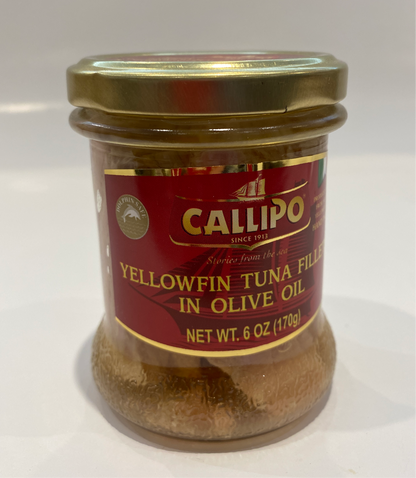 CALLIPO
SINCE 1913
Stories from the sea
YELLOWFIN TUNA FILLE
IN OLIVE OIL
NET WT. 6 OZ (170g)